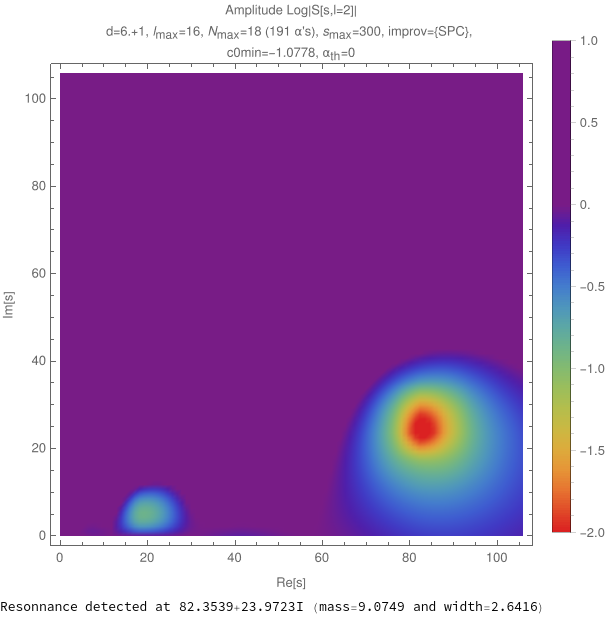 Amplitude Log|S[s,l=2]|
d=6.+1, lmax=16, Nmax=18 (191 α's), smax=300, improv={SPC},
c0min=−1.0778, αth=0
1.0
0.5
0.
−0.5
−1.0
−1.5
−2.0
100
80
60
40
20
0
Im[s]
0 20 40 60 80 100
Re[s]
Resonnance detected at 82.3539+23.9723I (mass=9.0749 and width=2.6416)